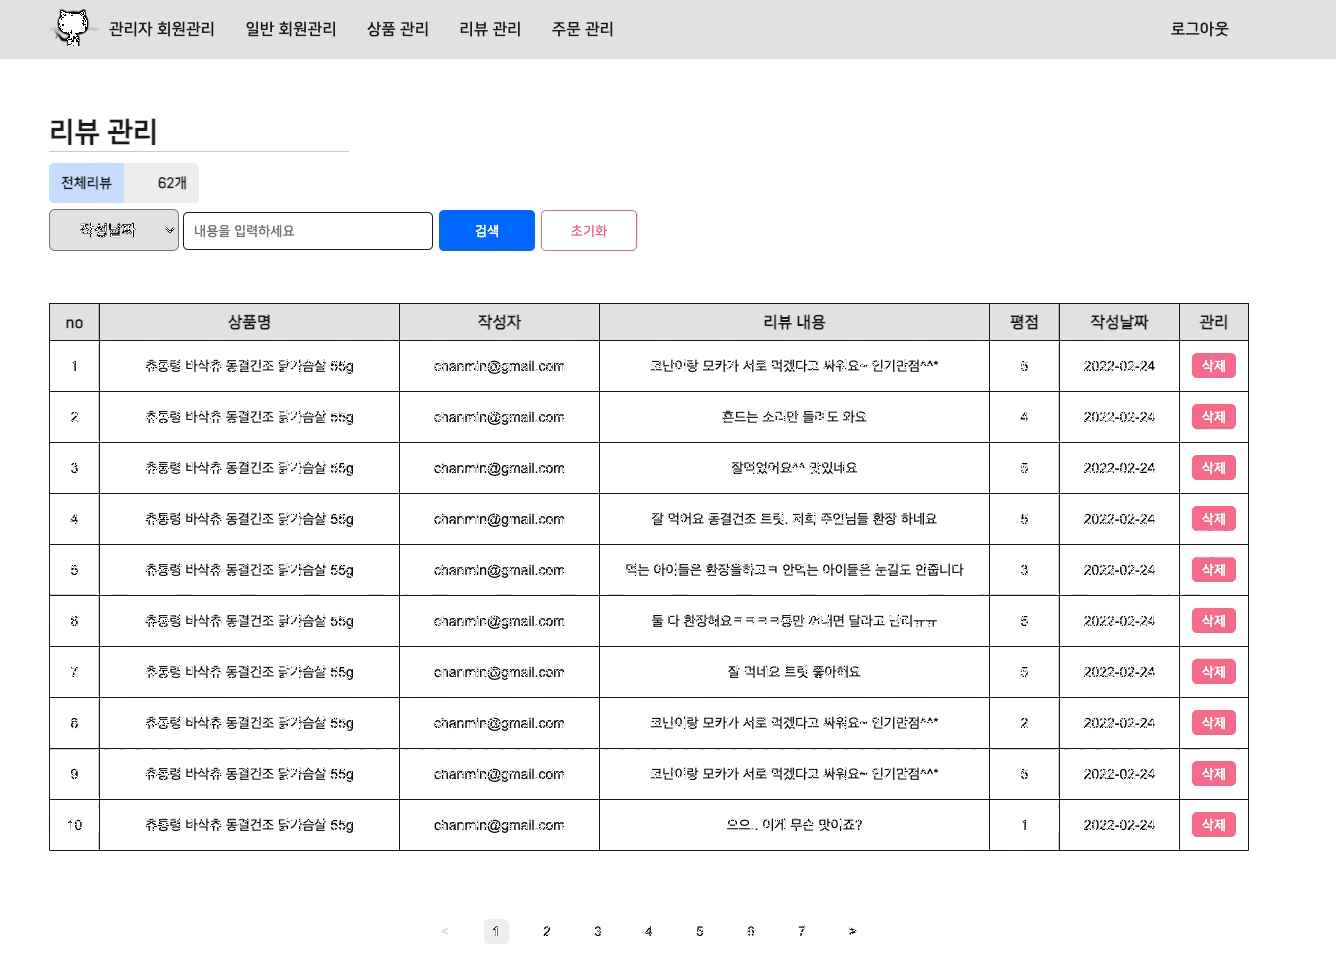 관리자 회원관리 일반 회원관리 상품 관리 리뷰 관리 주문 관리 로그아웃
리뷰 관리
전체리뷰 62개
작성날짜 내용을 입력하세요 검색 초기화
no 상품명 작성자 리뷰 내용 평점 작성날짜 관리
1 츄통령 바삭츄 동결건조 닭가슴살 55g chanmin@gmail.com 코난이랑 모카가 서로 먹겠다고 싸워요~ 인기만점^^* 5 2022-02-24 삭제
2 츄통령 바삭츄 동결건조 닭가슴살 55g chanmin@gmail.com 흔드는 소리만 들려도 와요 4 2022-02-24 삭제
3 츄통령 바삭츄 동결건조 닭가슴살 55g chanmin@gmail.com 잘먹었어요^^ 맛있네요 5 2022-02-24 삭제
4 츄통령 바삭츄 동결건조 닭가슴살 55g chanmin@gmail.com 잘 먹어요 동결건조 트릿. 저희 주인님들 환장 하네요 5 2022-02-24 삭제
5 츄통령 바삭츄 동결건조 닭가슴살 55g chanmin@gmail.com 먹는 아이들은 환장을하고ㅋ 안먹는 아이들은 눈길도 안줍니다 3 2022-02-24 삭제
6 츄통령 바삭츄 동결건조 닭가슴살 55g chanmin@gmail.com 둘 다 환장해요ㅋㅋㅋㅋ통만 꺼내면 달라고 난리ㅠㅠ 5 2022-02-24 삭제
7 츄통령 바삭츄 동결건조 닭가슴살 55g chanmin@gmail.com 잘 먹네요 트릿 좋아해요 5 2022-02-24 삭제
8 츄통령 바삭츄 동결건조 닭가슴살 55g chanmin@gmail.com 코난이랑 모카가 서로 먹겠다고 싸워요~ 인기만점^^* 2 2022-02-24 삭제
9 츄통령 바삭츄 동결건조 닭가슴살 55g chanmin@gmail.com 코난이랑 모카가 서로 먹겠다고 싸워요~ 인기만점^^* 5 2022-02-24 삭제
10 츄통령 바삭츄 동결건조 닭가슴살 55g chanmin@gmail.com 으으.. 이게 무슨 맛이죠? 1 2022-02-24 삭제
< 1 2 3 4 5 6 7 >